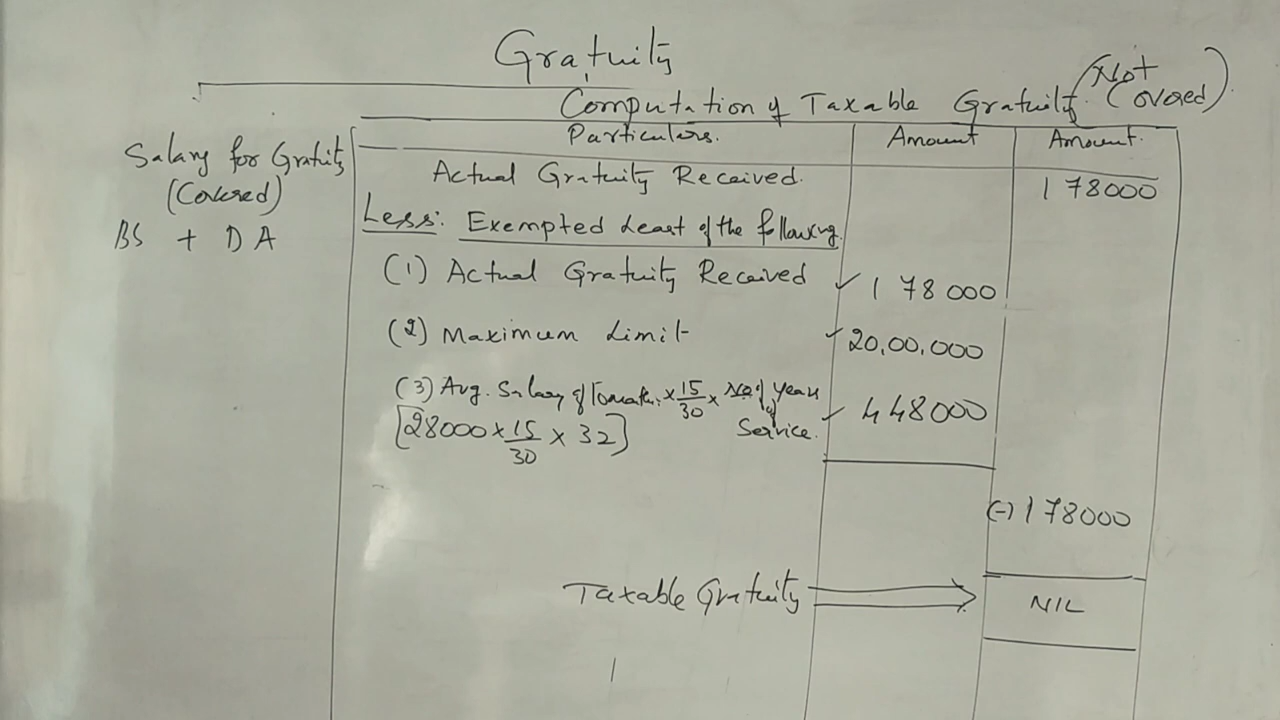 Gratuity
Computation of Taxable Gratuity (Not Covered)
Particulars. Amount Amount.
Salary for Gratuity
(Covered)
BS + DA
Actual Gratuity Received. 178000
Less: Exempted Least of the following.
(1) Actual Gratuity Received ✓ 178000
(2) Maximum Limit ✓ 20,00,000
(3) Avg. Salary of 10 month × 15/30 × No of Years of Service. ✓ 448000
[28000 × 15/30 × 32]
(-) 178000
Taxable Gratuity NIL